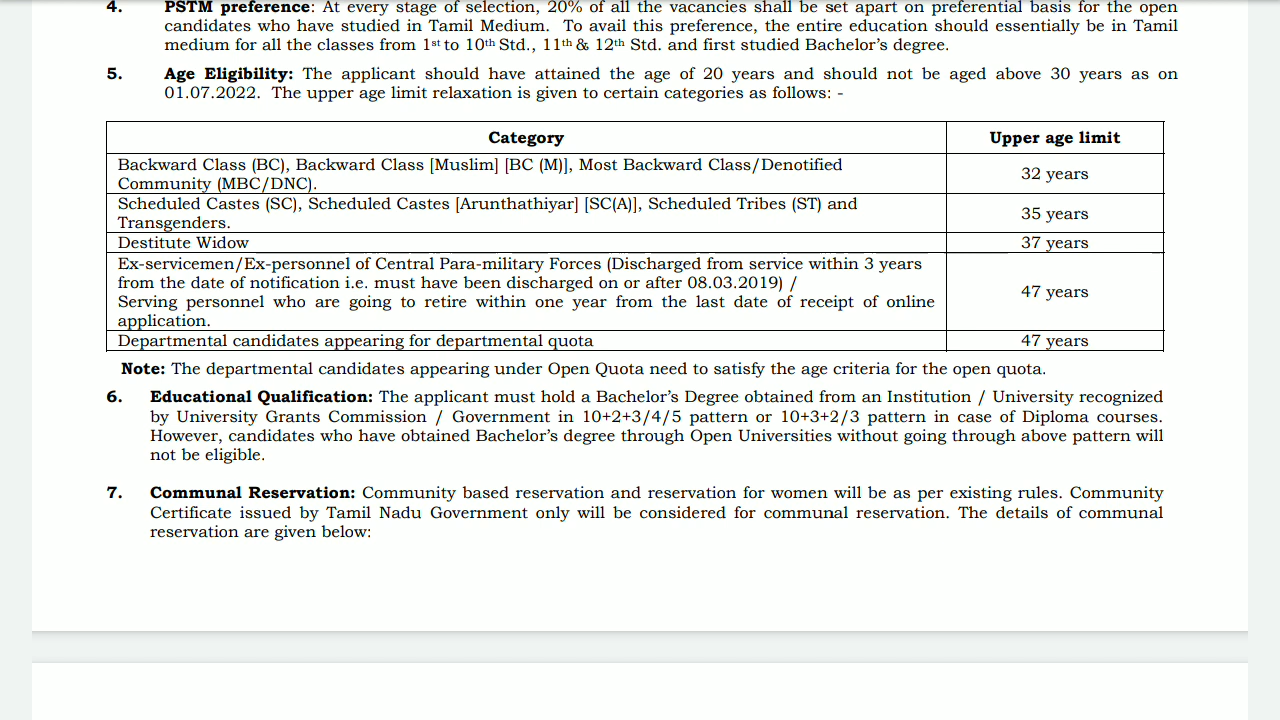 4. PSTM preference: At every stage of selection, 20% of all the vacancies shall be set apart on preferential basis for the open
candidates who have studied in Tamil Medium. To avail this preference, the entire education should essentially be in Tamil
medium for all the classes from 1st to 10th Std., 11th & 12th Std. and first studied Bachelor’s degree.
5. Age Eligibility: The applicant should have attained the age of 20 years and should not be aged above 30 years as on
01.07.2022. The upper age limit relaxation is given to certain categories as follows: -
Category Upper age limit
Backward Class (BC), Backward Class [Muslim] [BC (M)], Most Backward Class/Denotified
Community (MBC/DNC).
32 years
Scheduled Castes (SC), Scheduled Castes [Arunthathiyar] [SC(A)], Scheduled Tribes (ST) and
Transgenders.
35 years
Destitute Widow 37 years
Ex-servicemen/Ex-personnel of Central Para-military Forces (Discharged from service within 3 years
from the date of notification i.e. must have been discharged on or after 08.03.2019) /
Serving personnel who are going to retire within one year from the last date of receipt of online
application.
47 years
Departmental candidates appearing for departmental quota 47 years
Note: The departmental candidates appearing under Open Quota need to satisfy the age criteria for the open quota.
6. Educational Qualification: The applicant must hold a Bachelor’s Degree obtained from an Institution / University recognized
by University Grants Commission / Government in 10+2+3/4/5 pattern or 10+3+2/3 pattern in case of Diploma courses.
However, candidates who have obtained Bachelor’s degree through Open Universities without going through above pattern will
not be eligible.
7. Communal Reservation: Community based reservation and reservation for women will be as per existing rules. Community
Certificate issued by Tamil Nadu Government only will be considered for communal reservation. The details of communal
reservation are given below: